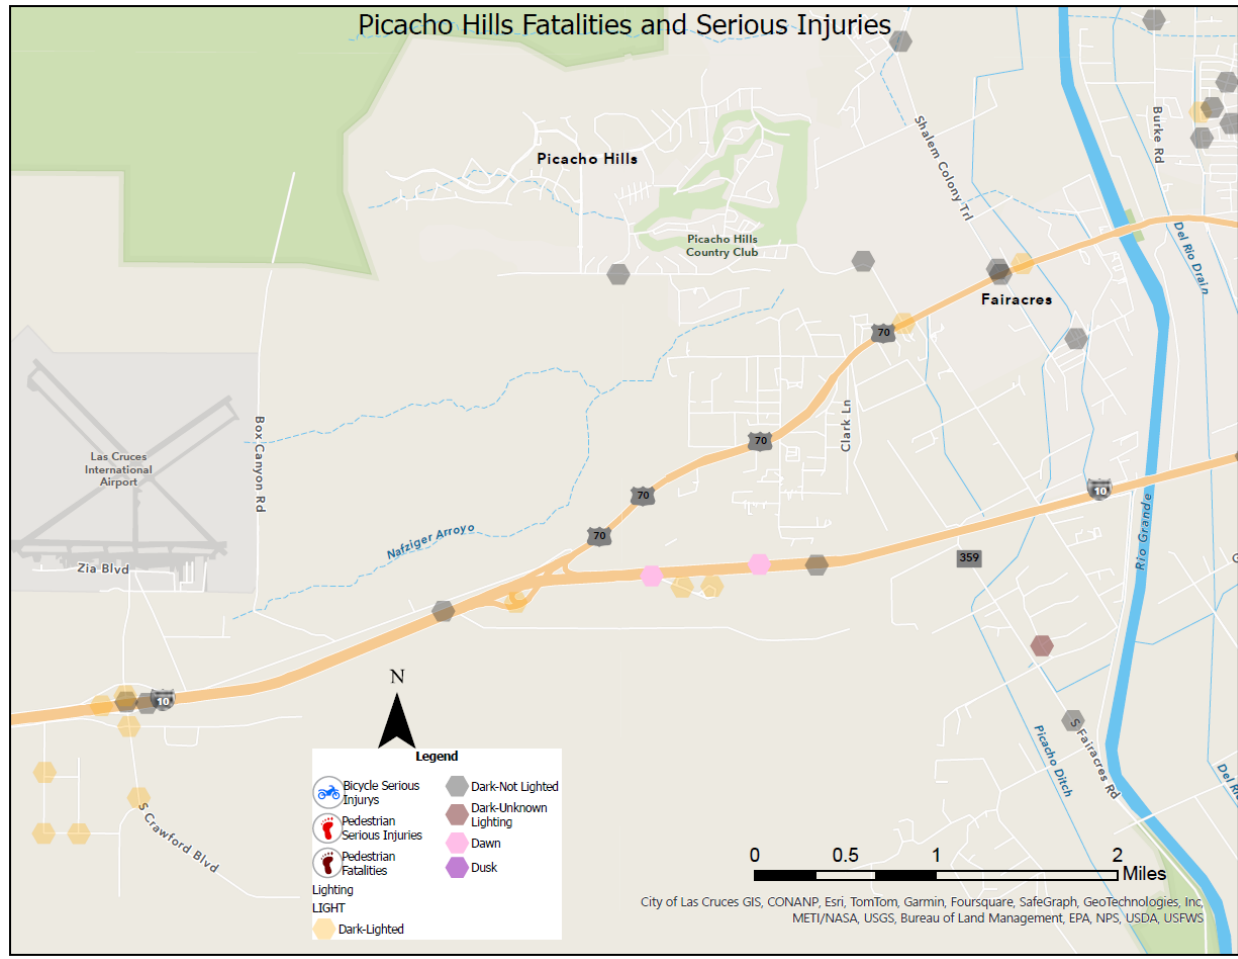 Picacho Hills Fatalities and Serious Injuries
Burke Rd
Shalem Colony Trl
Picacho Hills
Del Rio Drain
Picacho Hills
Country Club
Fairacres
70
Clark Ln
Box Canyon Rd
70
Las Cruces
International
Airport
70
10
Rio Grande
Nafziger Arroyo
70
359
Zia Blvd
10
N
S Fairacres Rd
Picacho Ditch
S Crawford Blvd
Legend
Bicycle Serious
Injurys
Pedestrian
Serious Injuries
Pedestrian
Fatalities
Lighting
LIGHT
Dark-Lighted
Dark-Not Lighted
Dark-Unknown
Lighting
Dawn
Dusk
0 0.5 1 2
Miles
City of Las Cruces GIS, CONANP, Esri, TomTom, Garmin, Foursquare, SafeGraph, GeoTechnologies, Inc,
METI/NASA, USGS, Bureau of Land Management, EPA, NPS, USDA, USFWS